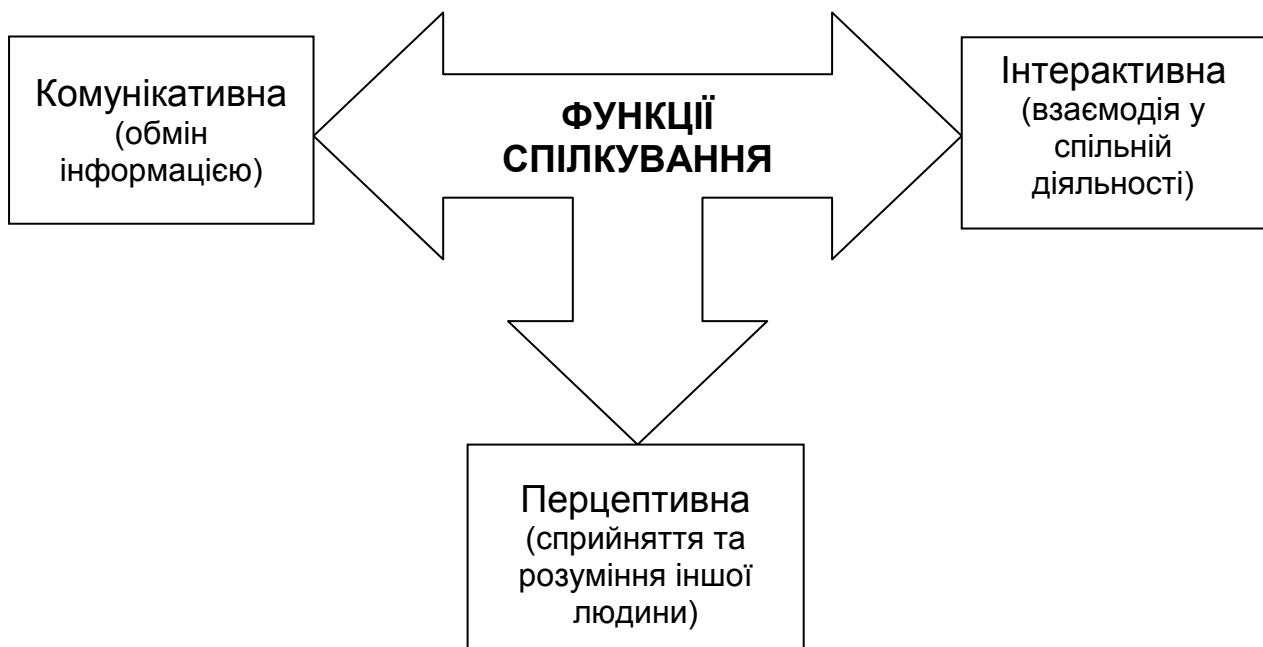 Комунікативна
(обмін
інформацією)
ФУНКЦІЇ
СПІЛКУВАННЯ
Інтерактивна
(взаємодія у
спільній
діяльності)
Перцептивна
(сприйняття та
розуміння іншої
людини)